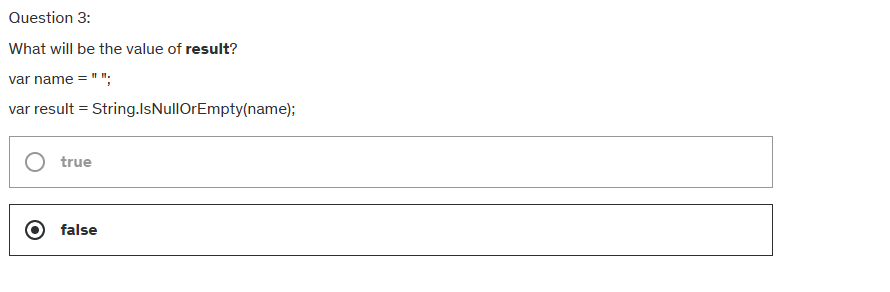 Question 3:
What will be the value of result?
var name = " ";
var result = String.IsNullOrEmpty(name);
true
false